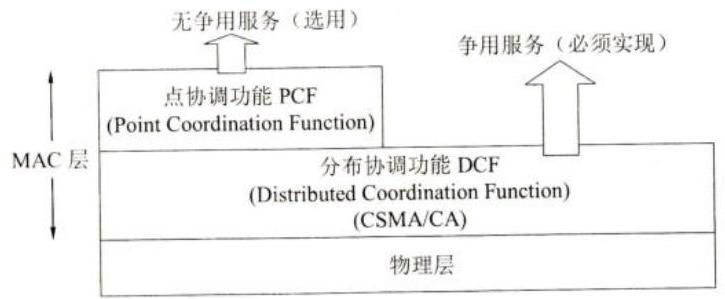 无争用服务（选用）
争用服务（必须实现）
点协调功能 PCF
(Point Coordination Function)
MAC 层
分布协调功能 DCF
(Distributed Coordination Function)
(CSMA/CA)
物理层